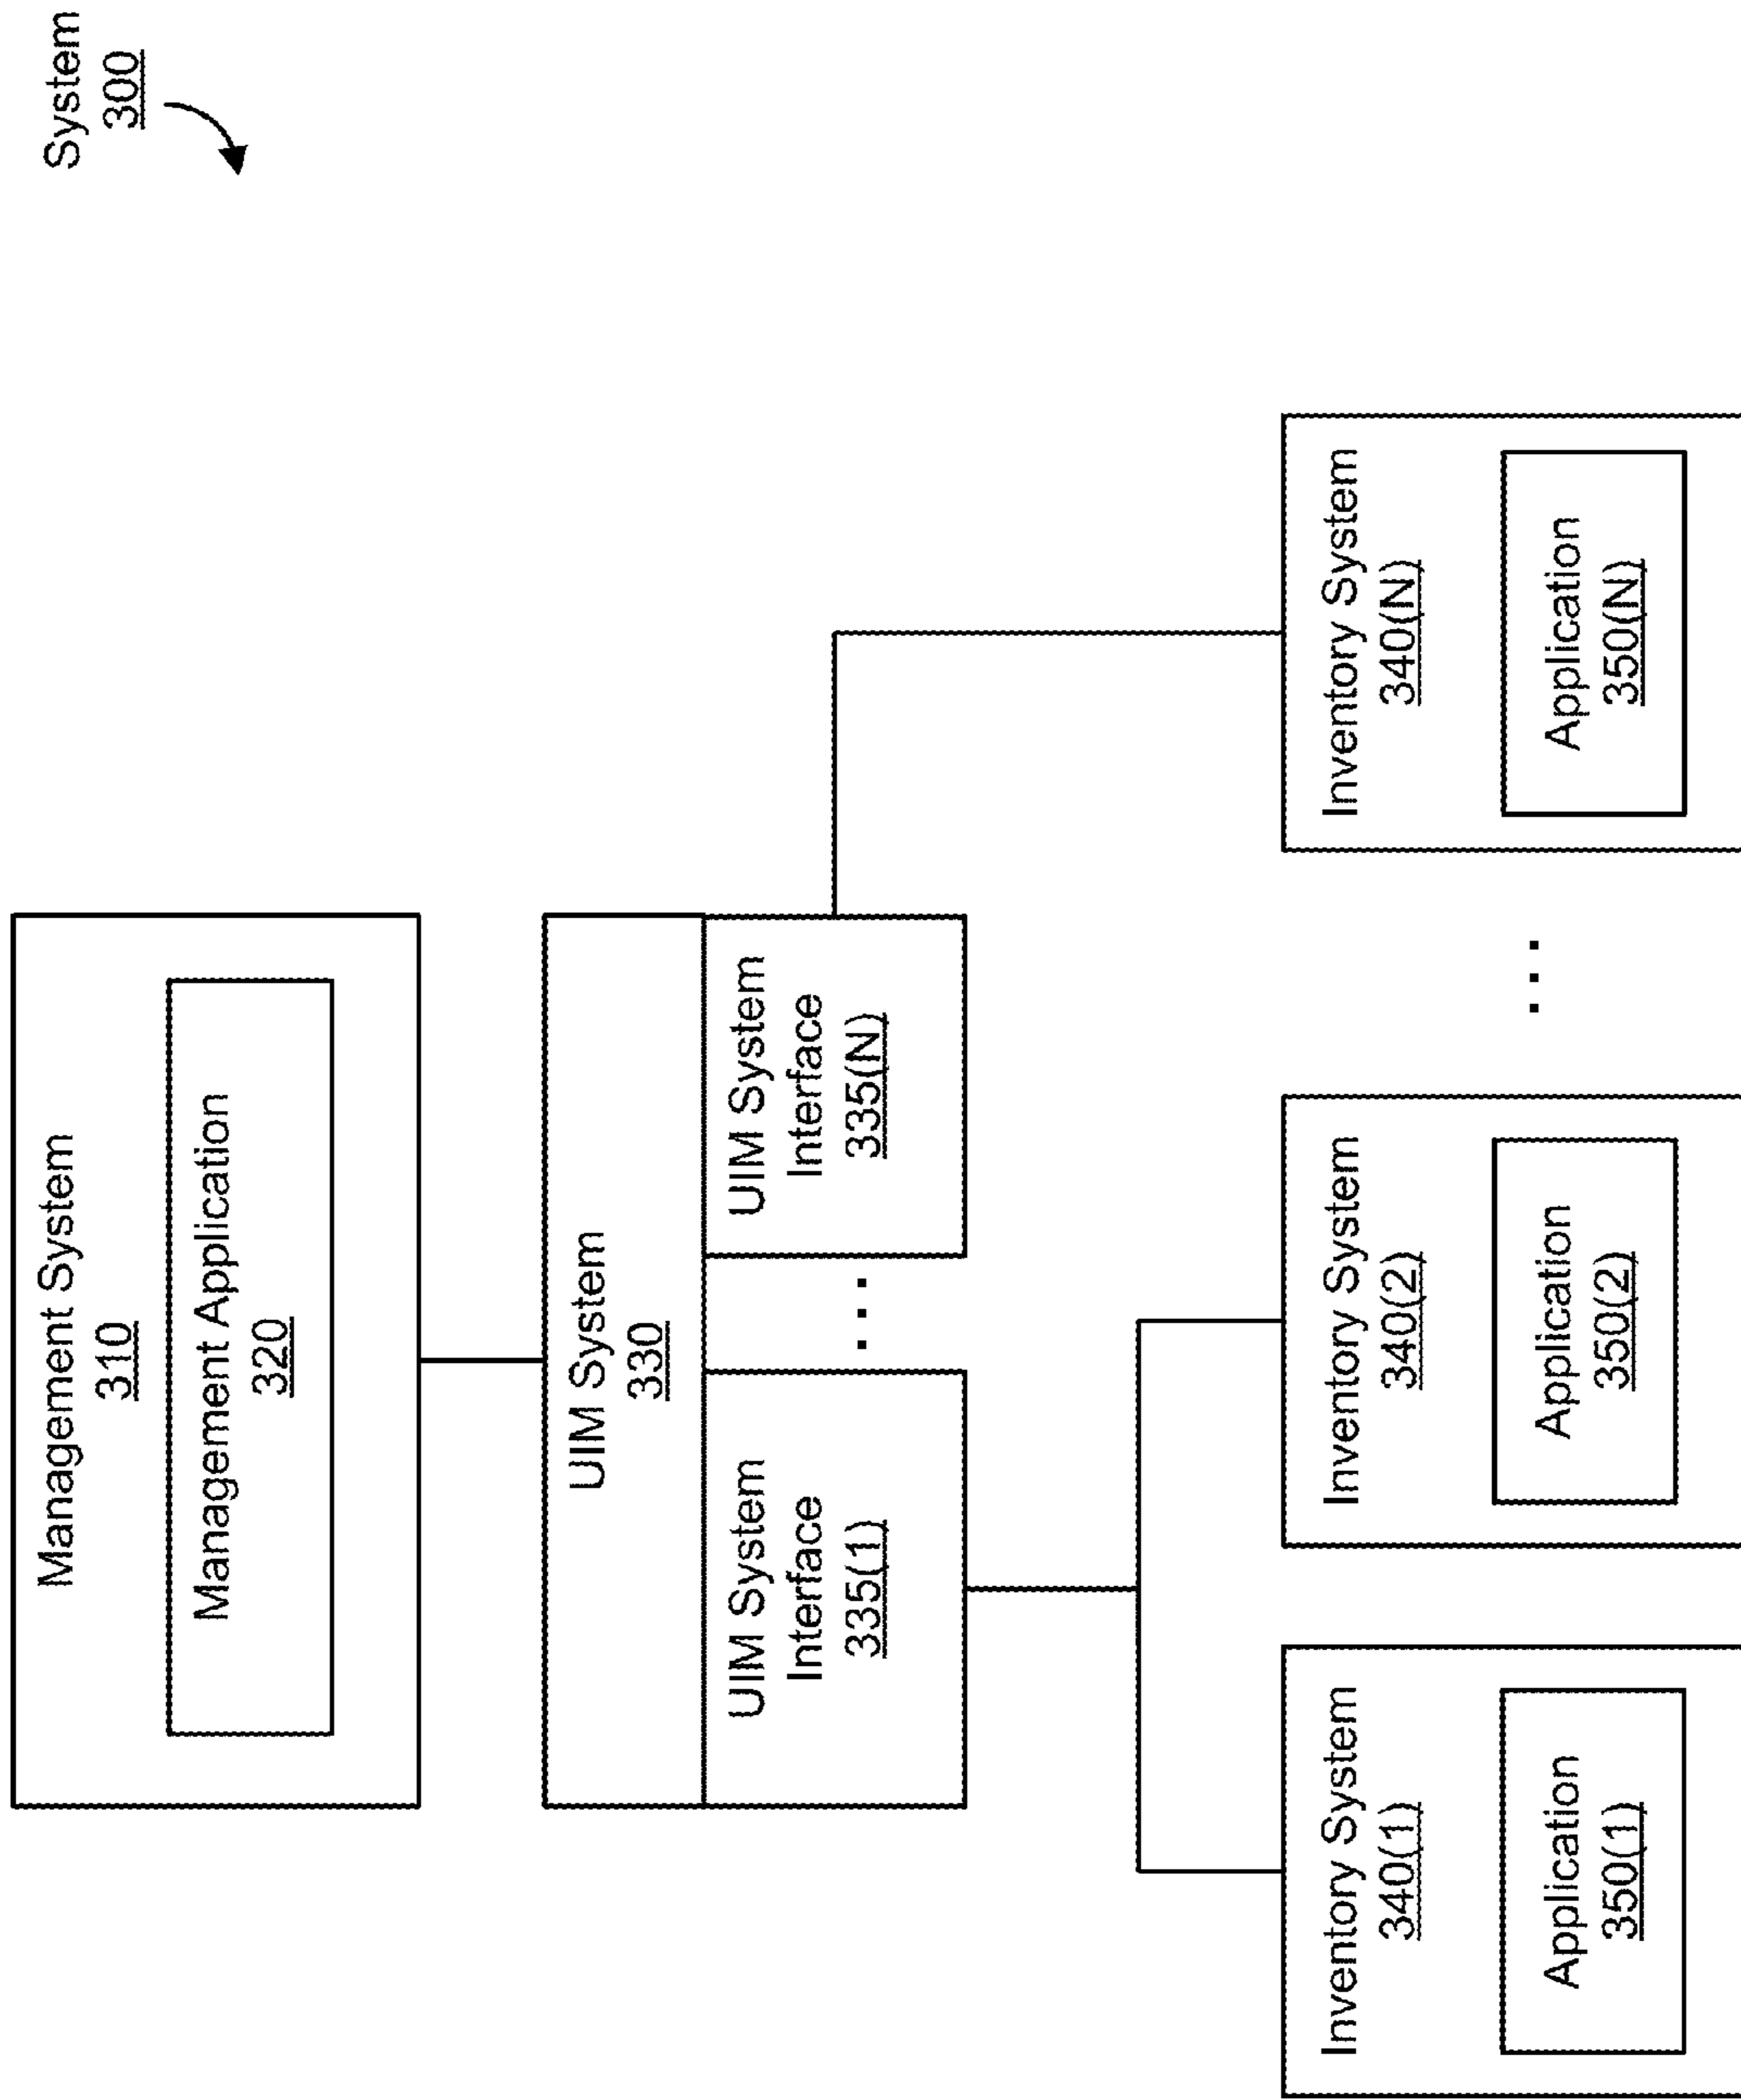 System
300
Management System
310
Management Application
320
UIM System
330
UIM System
Interface
335(1)
...
UIM System
Interface
335(N)
Inventory System
340(1)
Application
350(1)
Inventory System
340(2)
Application
350(2)
...
Inventory System
340(N)
Application
350(N)